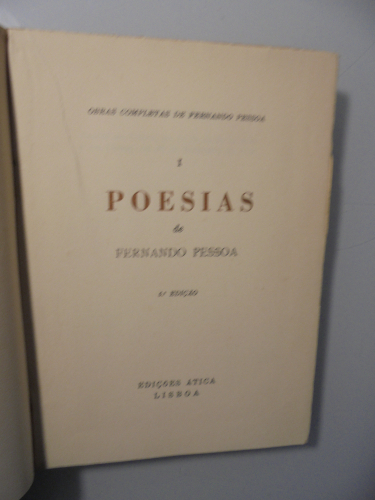 OBRAS COMPLETAS DE FERNANDO PESSOA
I
POESIAS
de
FERNANDO PESSOA
EDIÇÃO
EDIÇÕES ATICA
LISBOA